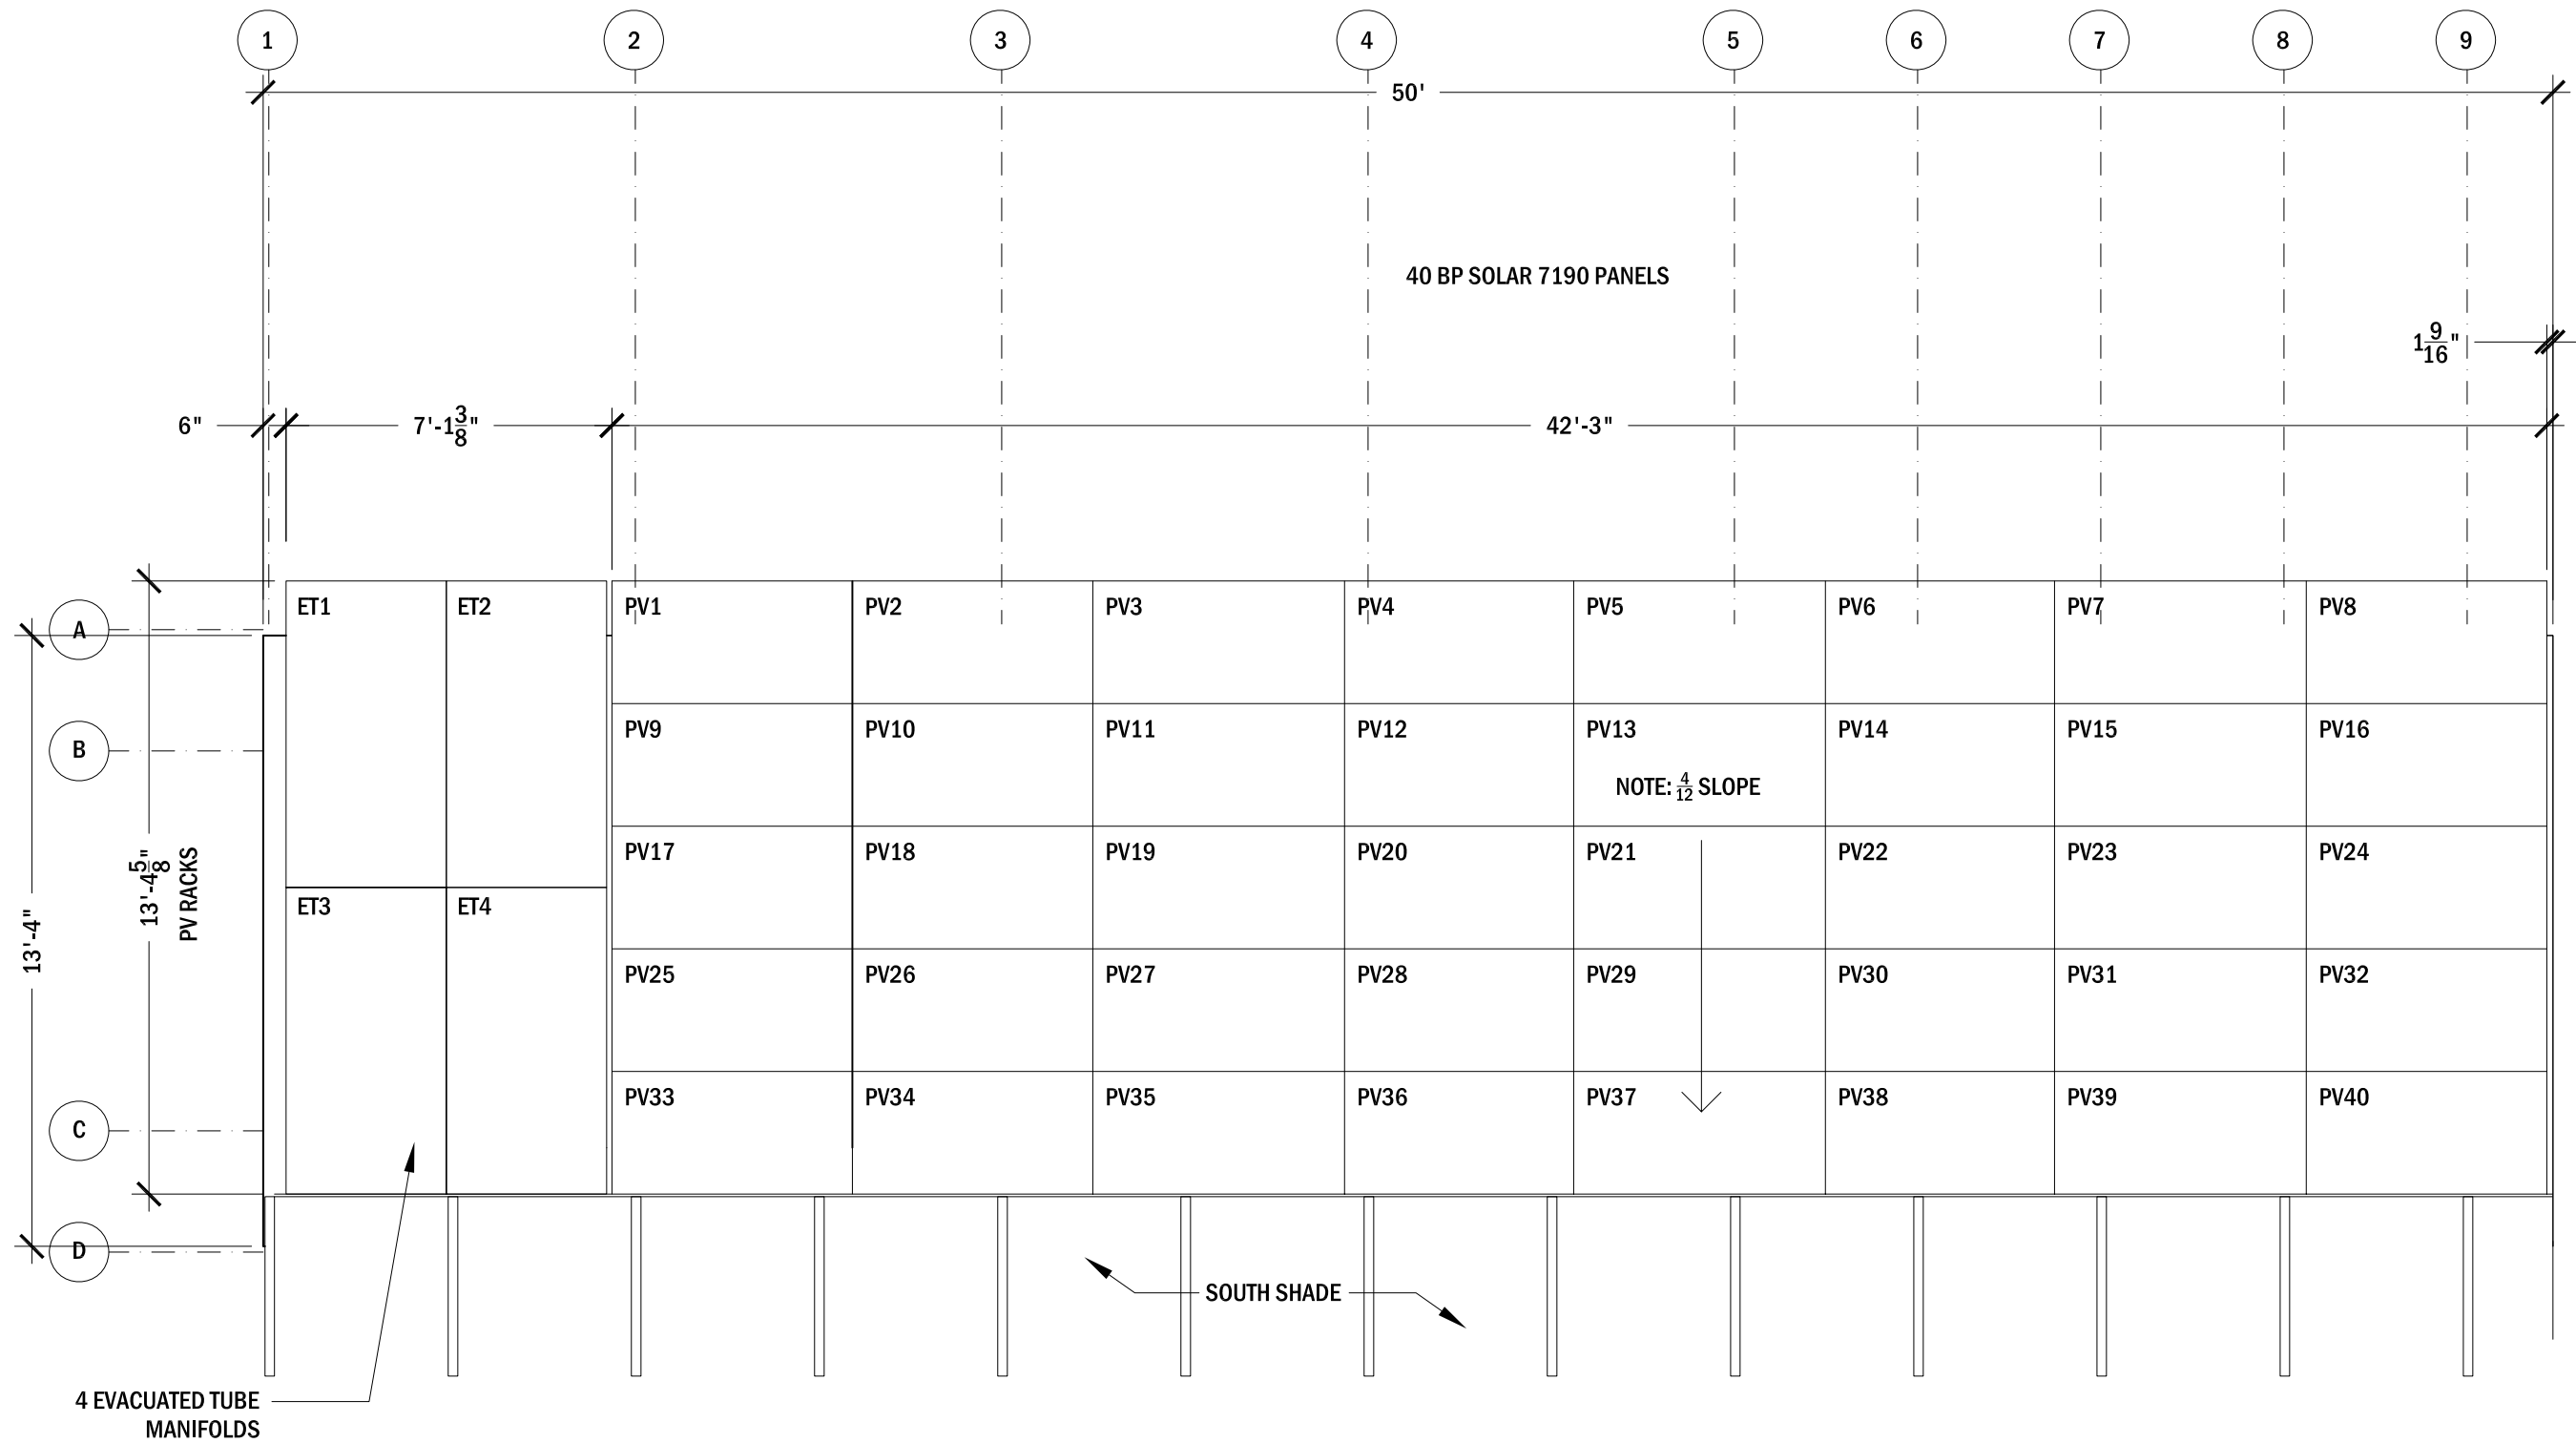 1 2 3 4 5 6 7 8 9
50'
40 BP SOLAR 7190 PANELS
1 9/16"
6" 7'-1 3/8" 42'-3"
ET1 ET2 PV1 PV2 PV3 PV4 PV5 PV6 PV7 PV8
A
B
PV9 PV10 PV11 PV12 PV13 PV14 PV15 PV16
NOTE: 4/12 SLOPE
PV17 PV18 PV19 PV20 PV21 PV22 PV23 PV24
13'-4 5/8"
PV RACKS
13'-4"
ET3 ET4
PV25 PV26 PV27 PV28 PV29 PV30 PV31 PV32
PV33 PV34 PV35 PV36 PV37 PV38 PV39 PV40
C
D
SOUTH SHADE
4 EVACUATED TUBE
MANIFOLDS